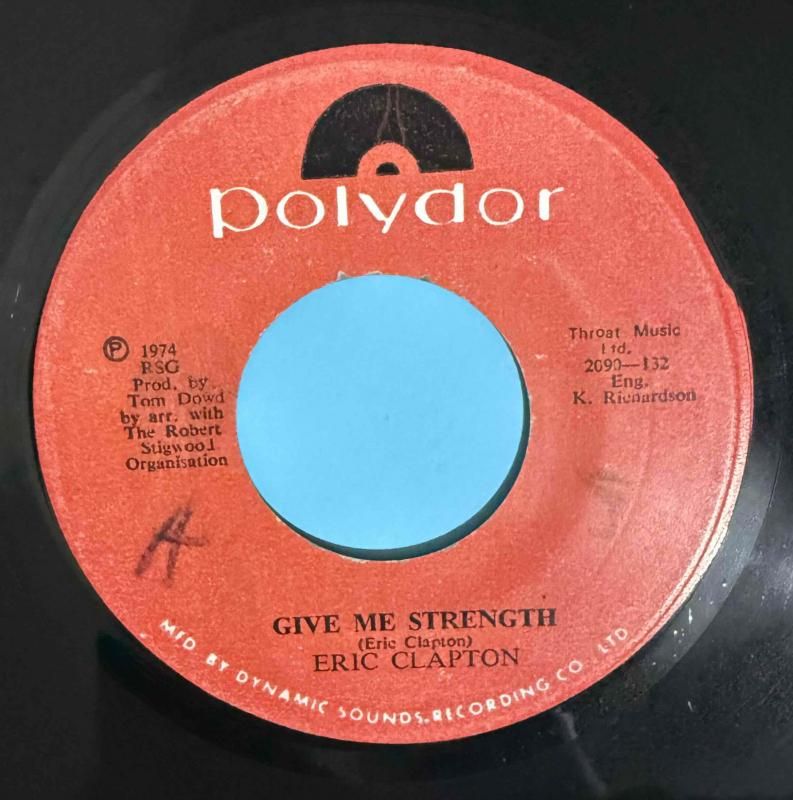 polydor
Ⓟ 1974
RSG
Prod. by
Tom Dowd
by arr. with
The Robert
Stigwood
Organisation
Throat Music
Ltd.
2090—132
Eng.
K. Richardson
A
GIVE ME STRENGTH
(Eric Clapton)
ERIC CLAPTON
MFD BY DYNAMIC SOUNDS.RECORDING CO. LTD